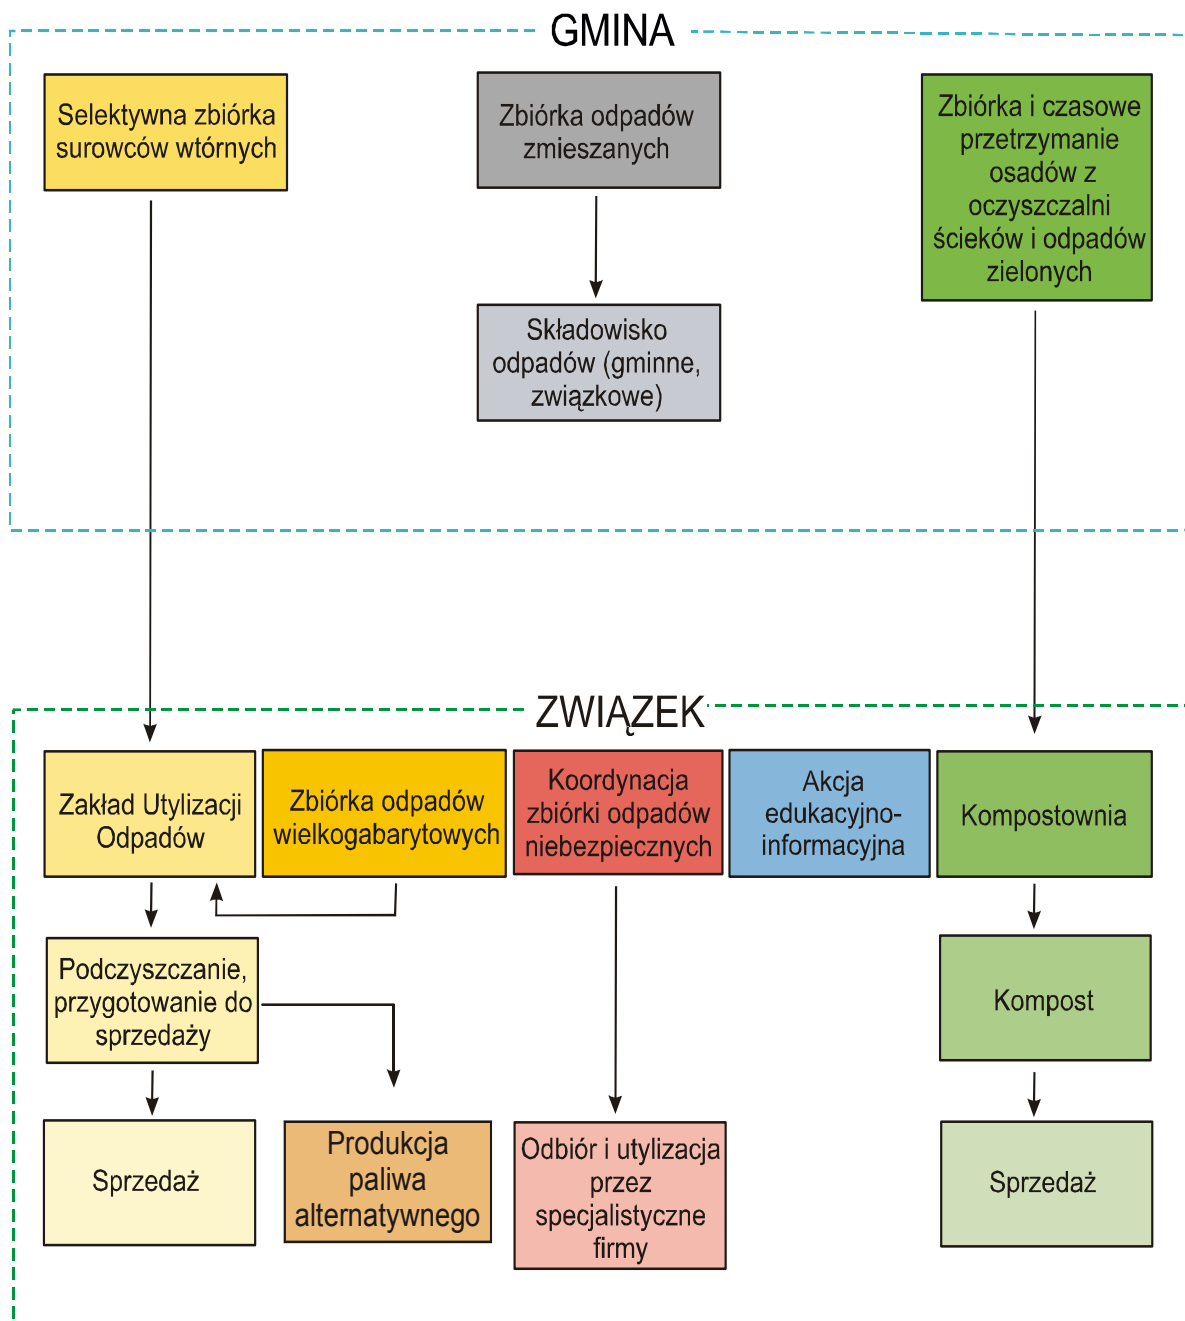 GMINA
Selektywna zbiórka
surowców wtórnych
Zbiórka odpadów
zmieszanych
Zbiórka i czasowe
przetrzymanie
osadów z
oczyszczalni
ścieków i odpadów
zielonych
Składowisko
odpadów (gminne,
związkowe)
ZWIĄZEK
Zakład Utylizacji
Odpadów
Zbiórka odpadów
wielkogabarytowych
Koordynacja
zbiórki odpadów
niebezpiecznych
Akcja
edukacyjno-
informacyjna
Kompostownia
Podczyszczanie,
przygotowanie do
sprzedaży
Kompost
Sprzedaż
Produkcja
paliwa
alternatywnego
Odbiór i utylizacja
przez
specjalistyczne
firmy
Sprzedaż